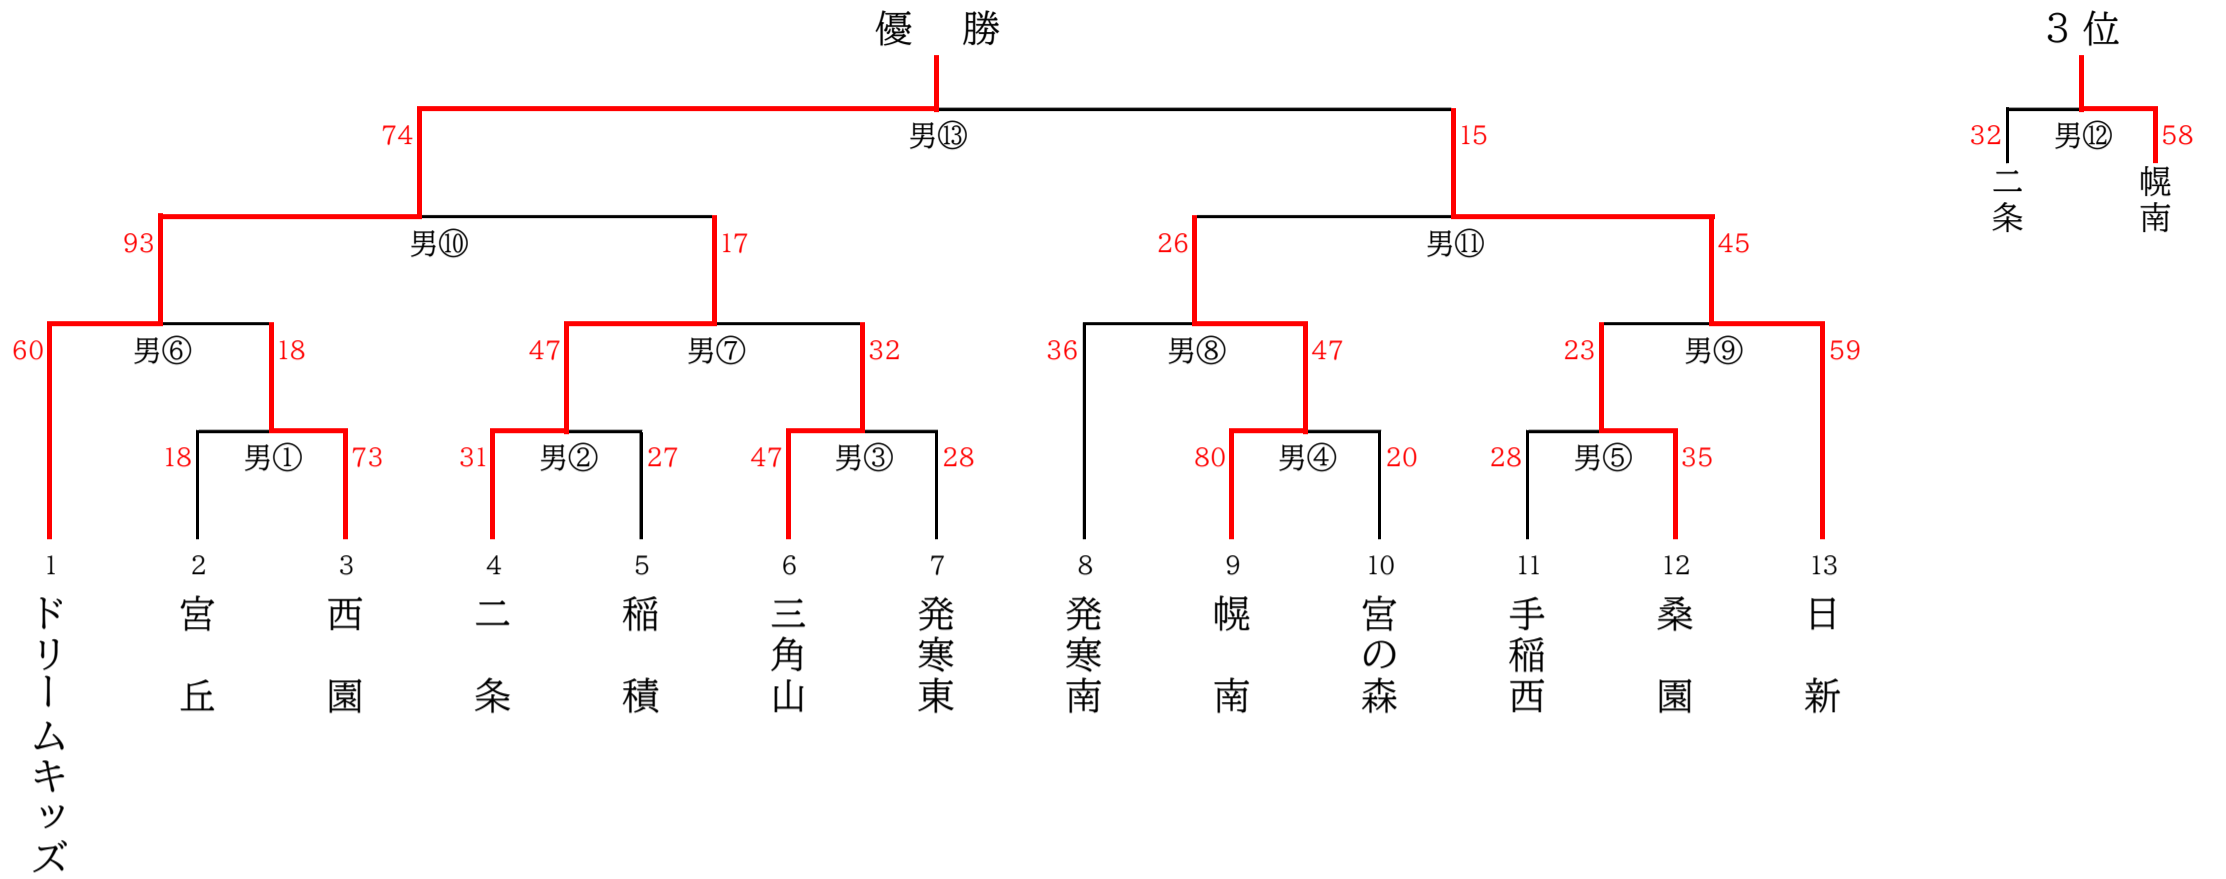 優 勝
３位
74 男⑬ 15
32 男⑫ 58
二条
幌南
93 男⑩ 17
26 男⑪ 45
60 男⑥ 18
47 男⑦ 32
36 男⑧ 47
23 男⑨ 59
18 男① 73
31 男② 27
47 男③ 28
80 男④ 20
28 男⑤ 35
1 2 3 4 5 6 7 8 9 10 11 12 13
ドリームキッズ
宮丘
西園
二条
稲積
三角山
発寒東
発寒南
幌南
宮の森
手稲西
桑園
日新